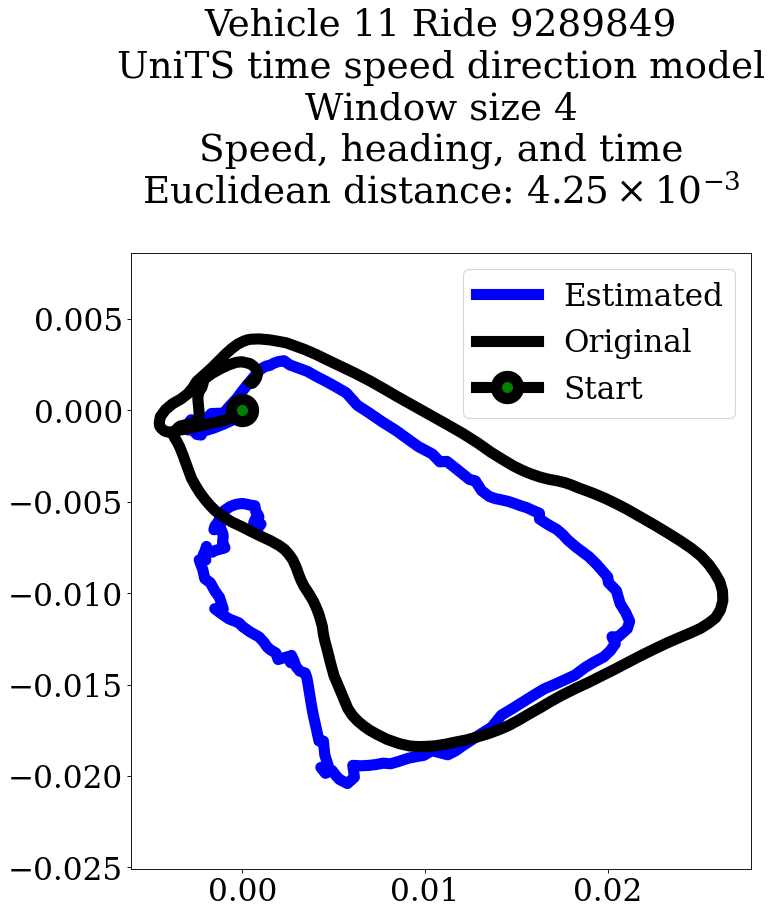 Vehicle 11 Ride 9289849
UniTS time speed direction model
Window size 4
Speed, heading, and time
Euclidean distance: 4.25 × 10⁻³
Estimated
Original
Start
0.005
0.000
−0.005
−0.010
−0.015
−0.020
−0.025
0.00 0.01 0.02